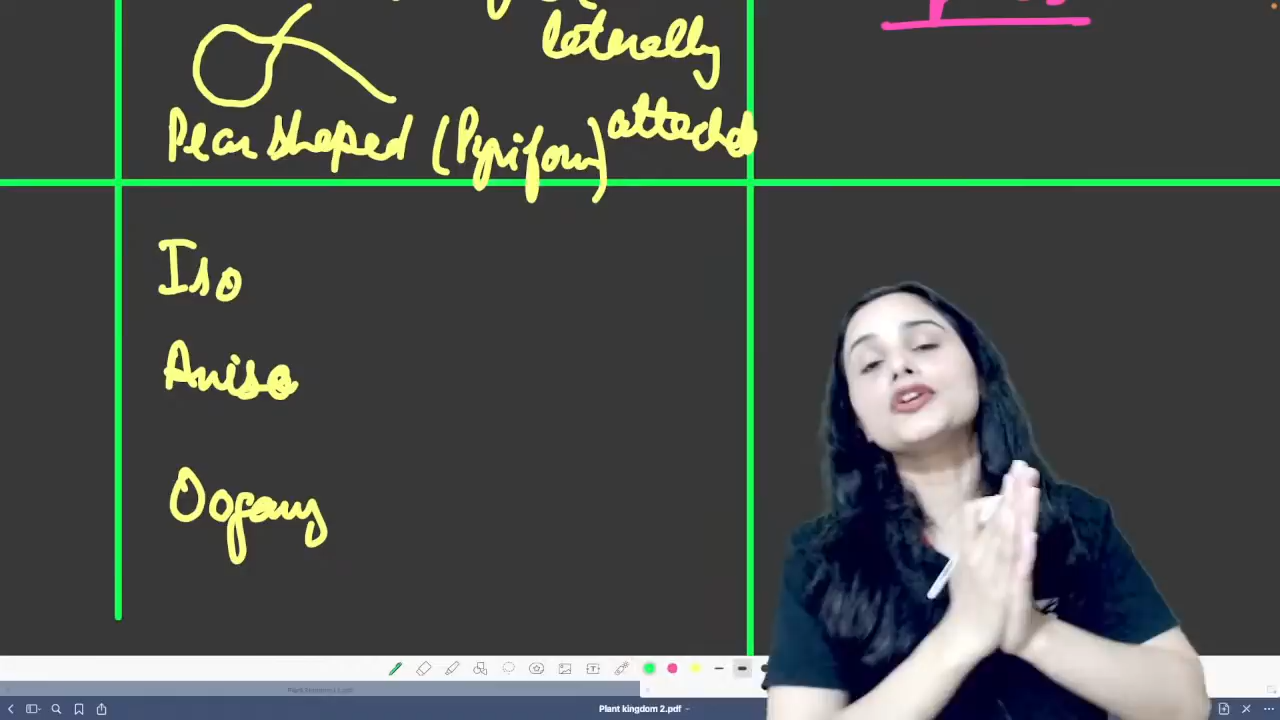 laterally
attached
Pear shaped (Pyriform)
Iso
Aniso
Oogamy
Plant kingdom 2.pdf